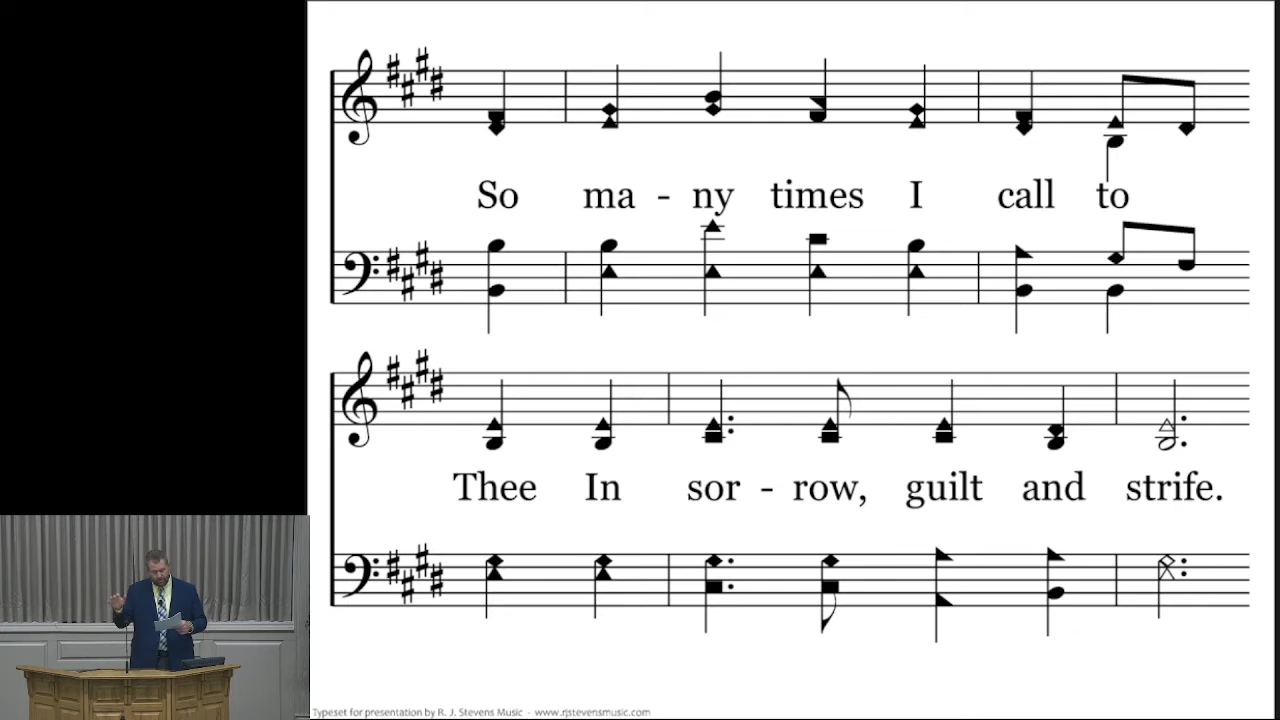 So ma - ny times I call to
Thee In sor - row, guilt and strife.
Typeset for presentation by R. J. Stevens Music - www.rjstevensmusic.com